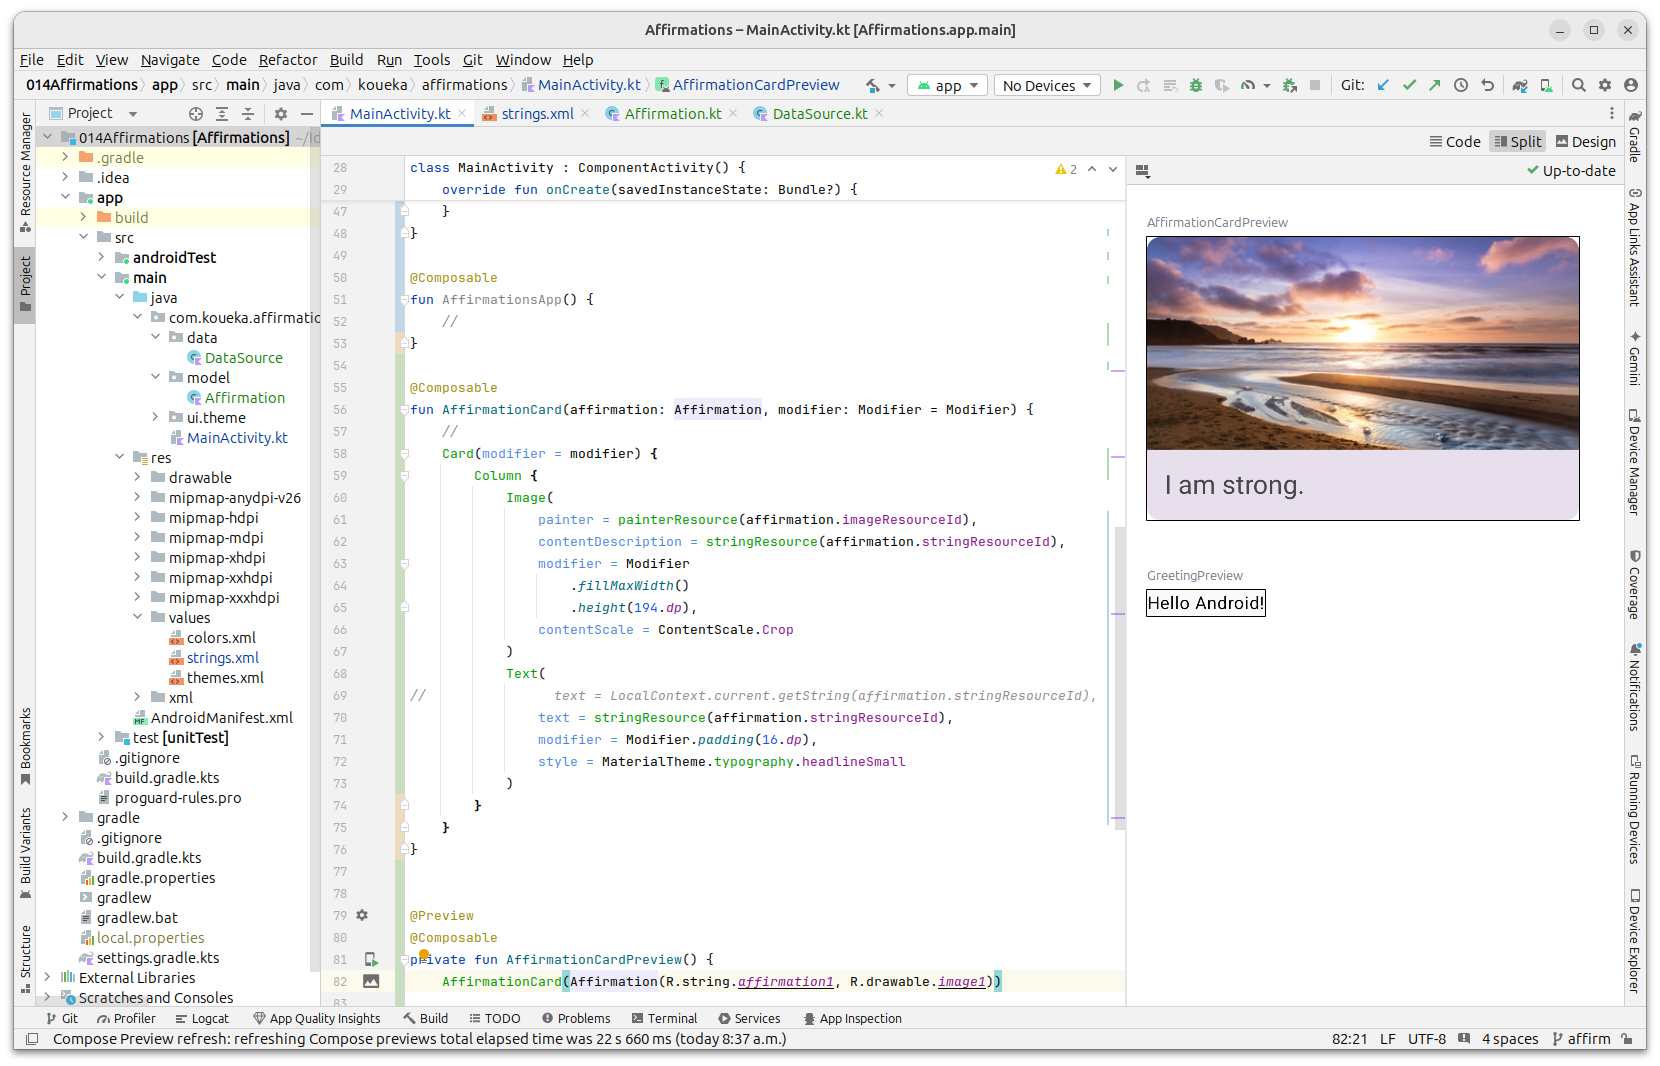 Affirmations – MainActivity.kt [Affirmations.app.main]
File Edit View Navigate Code Refactor Build Run Tools Git Window Help
014Affirmations app src main java com koueka affirmations MainActivity.kt AffirmationCardPreview app No Devices Git:
Resource Manager
Project
Bookmarks
Build Variants
Structure
Project
014Affirmations [Affirmations]
.gradle
.idea
app
build
src
androidTest
main
java
com.koueka.affirmatio
data
DataSource
model
Affirmation
ui.theme
MainActivity.kt
res
drawable
mipmap-anydpi-v26
mipmap-hdpi
mipmap-mdpi
mipmap-xhdpi
mipmap-xxhdpi
mipmap-xxxhdpi
values
colors.xml
strings.xml
themes.xml
xml
AndroidManifest.xml
test [unitTest]
.gitignore
build.gradle.kts
proguard-rules.pro
gradle
.gitignore
build.gradle.kts
gradle.properties
gradlew
gradlew.bat
local.properties
settings.gradle.kts
External Libraries
Scratches and Consoles
MainActivity.kt strings.xml Affirmation.kt DataSource.kt
Code Split Design
2
28 class MainActivity : ComponentActivity() {
29 override fun onCreate(savedInstanceState: Bundle?) {
47 }
48 }
49
50 @Composable
51 fun AffirmationsApp() {
52 //
53 }
54
55 @Composable
56 fun AffirmationCard(affirmation: Affirmation, modifier: Modifier = Modifier) {
57 //
58 Card(modifier = modifier) {
59 Column {
60 Image(
61 painter = painterResource(affirmation.imageResourceId),
62 contentDescription = stringResource(affirmation.stringResourceId),
63 modifier = Modifier
64 .fillMaxWidth()
65 .height(194.dp),
66 contentScale = ContentScale.Crop
67 )
68 Text(
69 // text = LocalContext.current.getString(affirmation.stringResourceId),
70 text = stringResource(affirmation.stringResourceId),
71 modifier = Modifier.padding(16.dp),
72 style = MaterialTheme.typography.headlineSmall
73 )
74 }
75 }
76 }
77
78
79 @Preview
80 @Composable
81 private fun AffirmationCardPreview() {
82 AffirmationCard(Affirmation(R.string.affirmation1, R.drawable.image1))
83
Up-to-date
AffirmationCardPreview
I am strong.
GreetingPreview
Hello Android!
Gradle
App Links Assistant
Gemini
Device Manager
Coverage
Notifications
Running Devices
Device Explorer
Git Profiler Logcat App Quality Insights Build TODO Problems Terminal Services App Inspection
Compose Preview refresh: refreshing Compose previews total elapsed time was 22 s 660 ms (today 8:37 a.m.) 82:21 LF UTF-8 4 spaces affirm